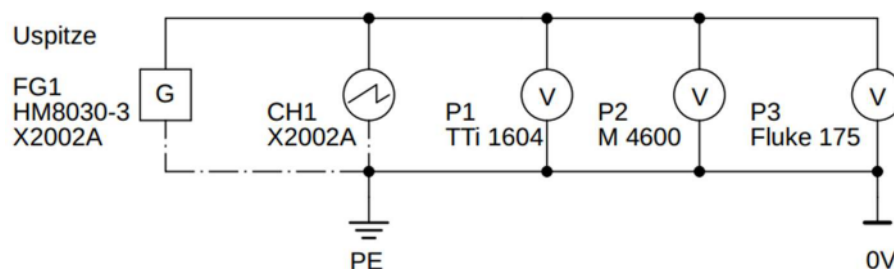 Uspitze
FG1
HM8030-3
X2002A
G
CH1
X2002A
P1
TTi 1604
V
P2
M 4600
V
P3
Fluke 175
V
PE
0V